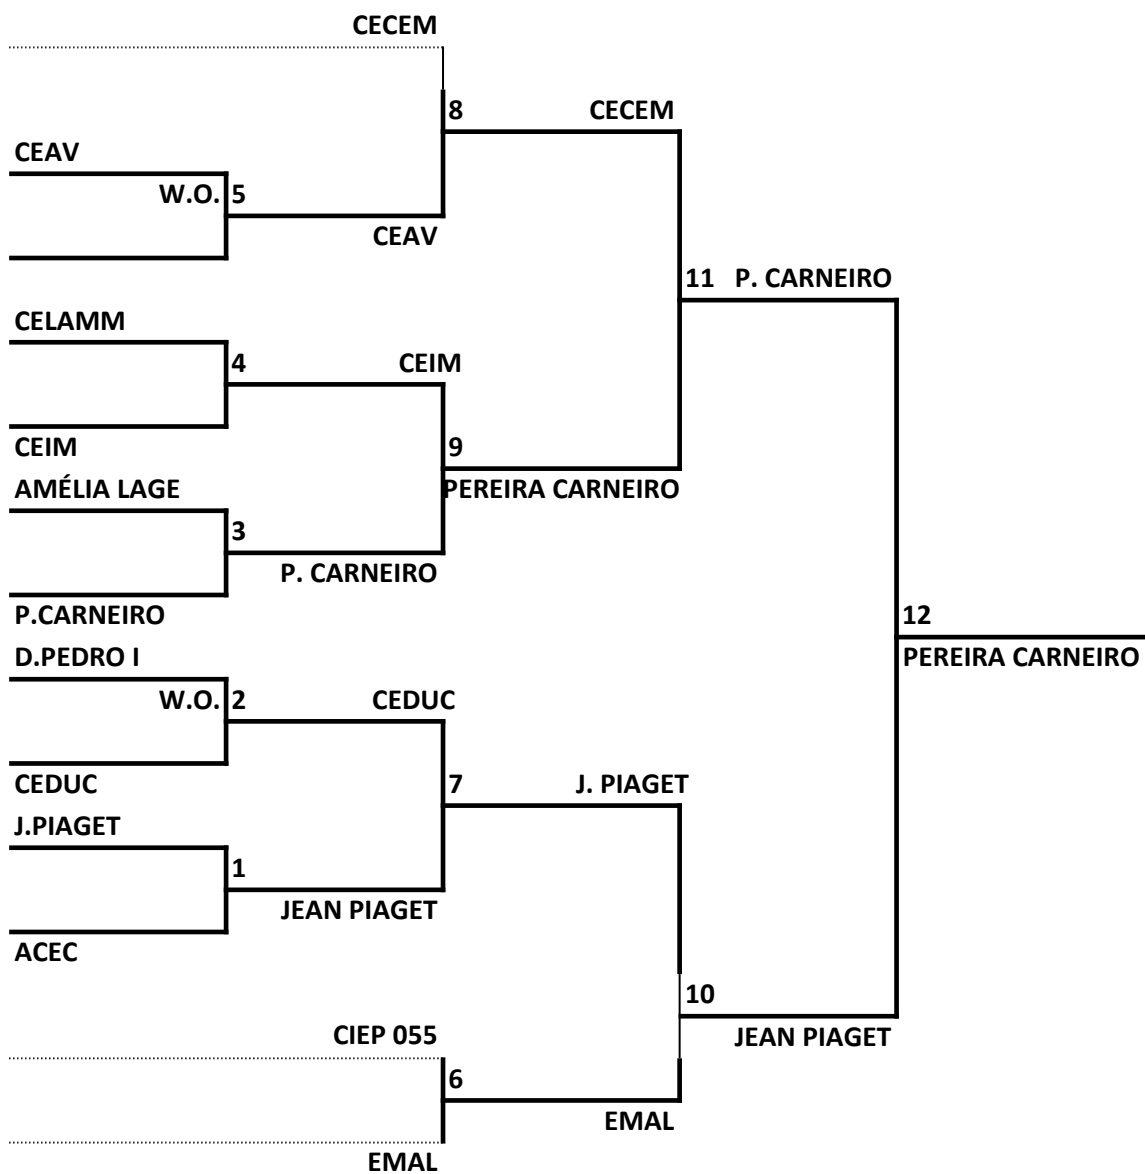 CECEM
8 CECEM
CEAV
W.O. 5
CEAV
11 P. CARNEIRO
CELAMM
4 CEIM
CEIM
9
AMÉLIA LAGE
PEREIRA CARNEIRO
3
P. CARNEIRO
P.CARNEIRO
12
D.PEDRO I
PEREIRA CARNEIRO
W.O. 2 CEDUC
CEDUC
7 J. PIAGET
J.PIAGET
1
JEAN PIAGET
ACEC
10
CIEP 055
JEAN PIAGET
6
EMAL
EMAL